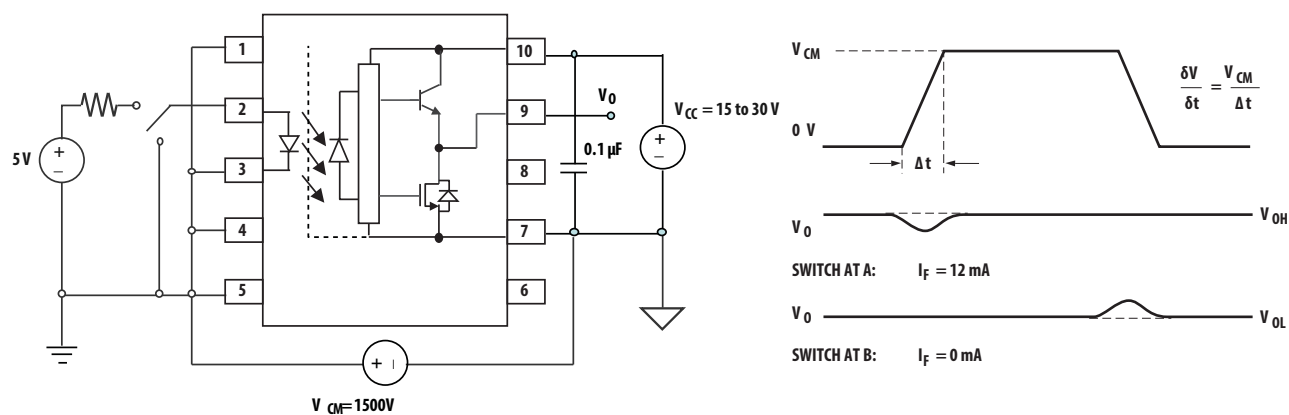 1
2
3
4
5
10
9
8
7
6
5 V
+
–
V_O
0.1 µF
V_CC = 15 to 30 V
+
–
+ –
V_CM = 1500V
V_CM
0 V
Δt
δV/δt = V_CM/Δt
V_O
V_OH
SWITCH AT A: I_F = 12 mA
V_O
V_OL
SWITCH AT B: I_F = 0 mA